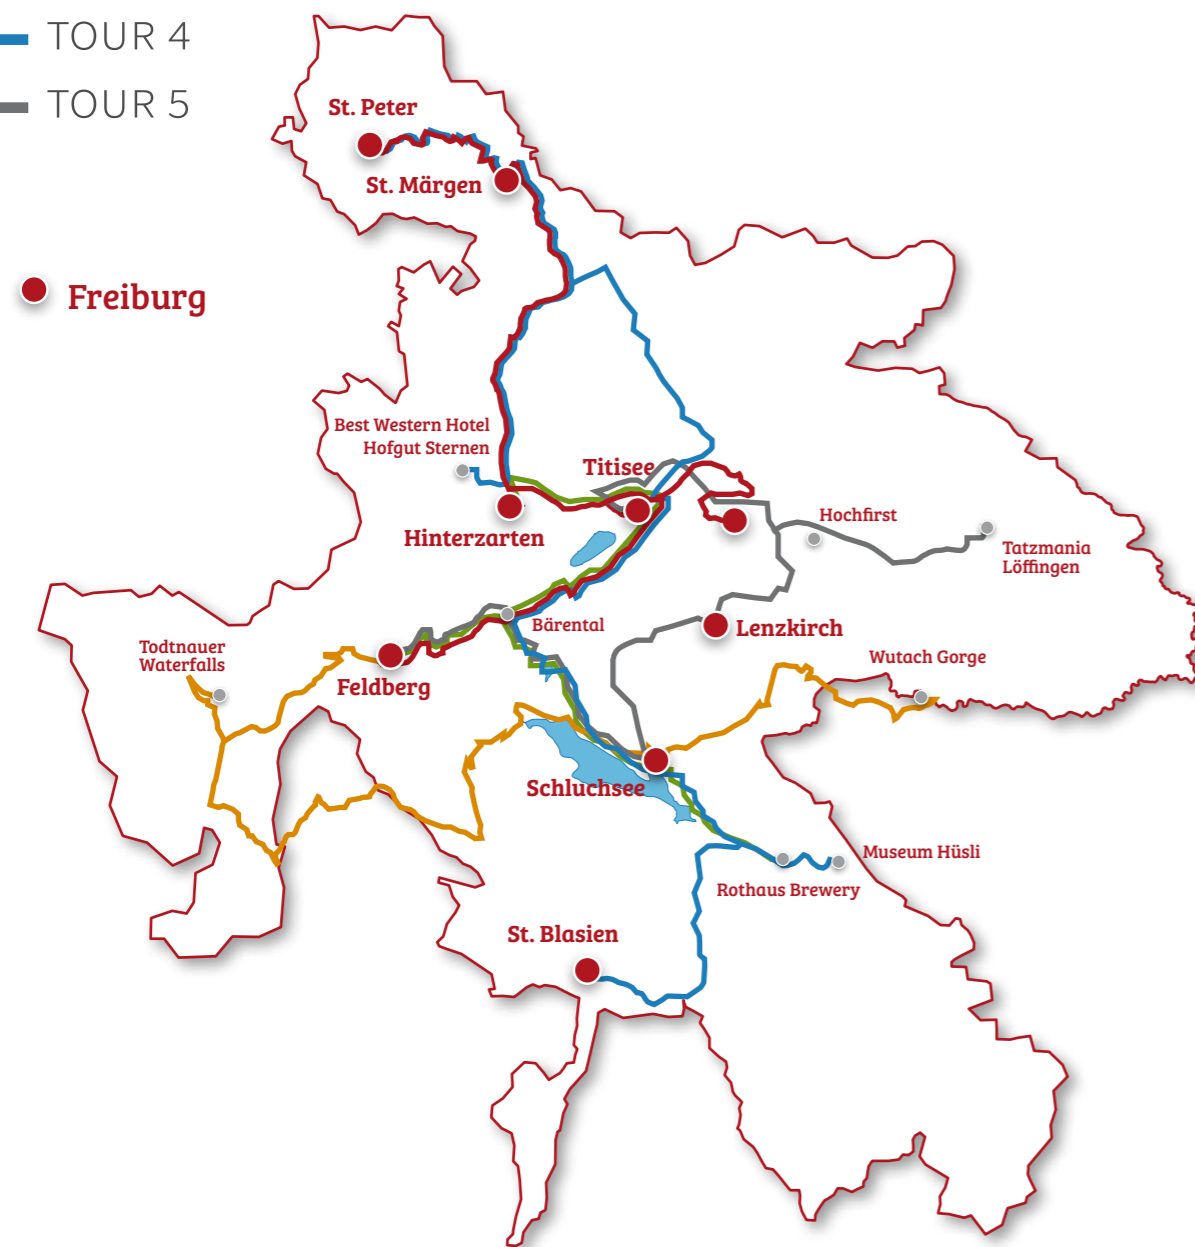 TOUR 4
TOUR 5
St. Peter
St. Märgen
Freiburg
Best Western Hotel
Hofgut Sternen
Titisee
Hinterzarten
Hochfirst
Tatzmania
Löffingen
Bärental
Lenzkirch
Todtnauer
Waterfalls
Wutach Gorge
Feldberg
Schluchsee
Museum Hüsli
Rothaus Brewery
St. Blasien